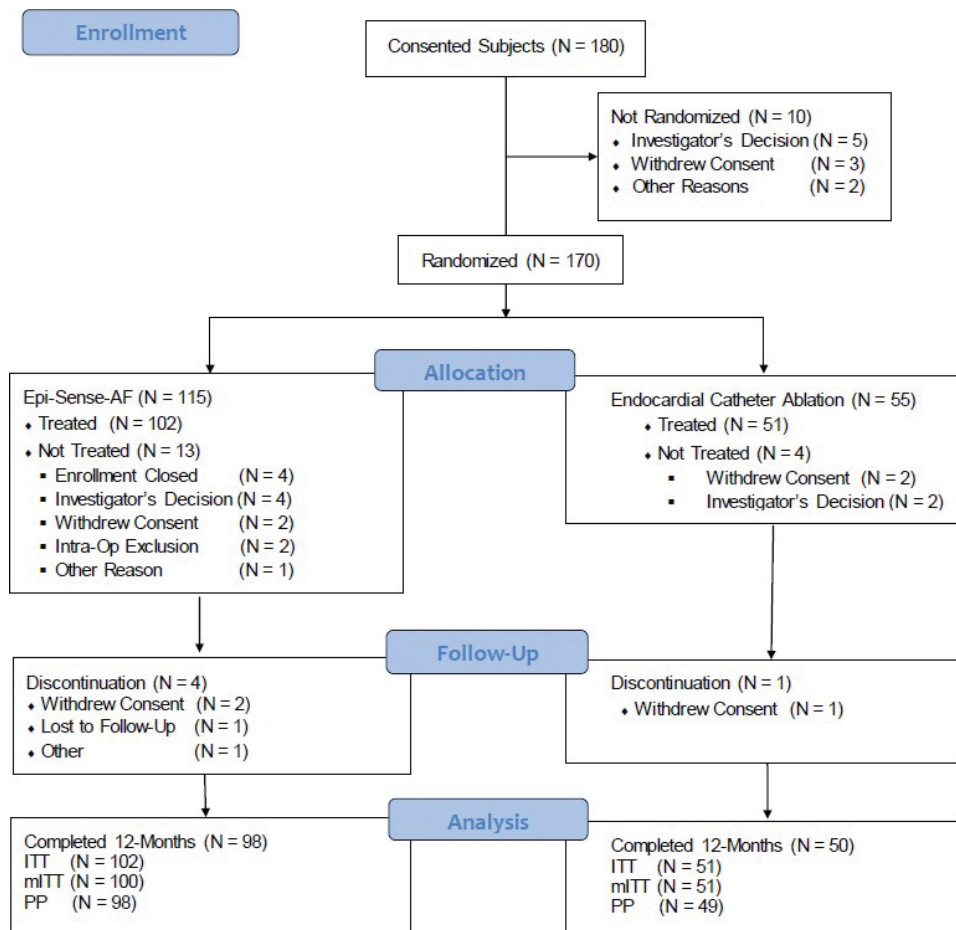 Enrollment
Consented Subjects (N = 180)
Not Randomized (N = 10)
⬧ Investigator's Decision (N = 5)
⬧ Withdrew Consent (N = 3)
⬧ Other Reasons (N = 2)
Randomized (N = 170)
Allocation
Epi-Sense-AF (N = 115)
⬧ Treated (N = 102)
⬧ Not Treated (N = 13)
▪ Enrollment Closed (N = 4)
▪ Investigator's Decision (N = 4)
▪ Withdrew Consent (N = 2)
▪ Intra-Op Exclusion (N = 2)
▪ Other Reason (N = 1)
Endocardial Catheter Ablation (N = 55)
⬧ Treated (N = 51)
⬧ Not Treated (N = 4)
▪ Withdrew Consent (N = 2)
▪ Investigator's Decision (N = 2)
Follow-Up
Discontinuation (N = 4)
⬧ Withdrew Consent (N = 2)
⬧ Lost to Follow-Up (N = 1)
⬧ Other (N = 1)
Discontinuation (N = 1)
⬧ Withdrew Consent (N = 1)
Analysis
Completed 12-Months (N = 98)
ITT (N = 102)
mITT (N = 100)
PP (N = 98)
Completed 12-Months (N = 50)
ITT (N = 51)
mITT (N = 51)
PP (N = 49)